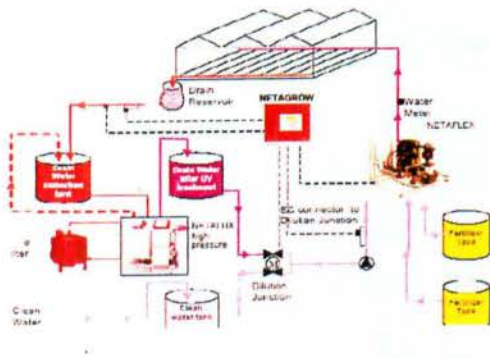 Drain
Reservoir
NETAGROW
Water
Meter
NETAFLEX
Drain
Water
collection
tank
Drain Water
after UV
treatment
EC connector to
Dilution Junction
high
pressure
Fertilizer
Tank
Dilution
Junction
Clean
Water
Clean
water tank
Fertilizer
Tank